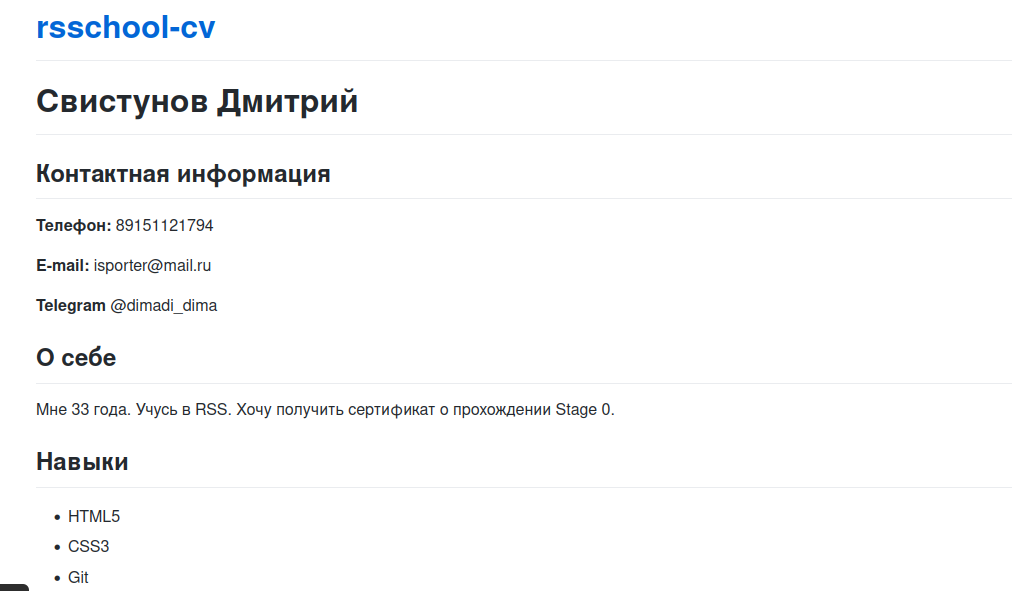 rsschool-cv
Свистунов Дмитрий
Контактная информация
Телефон: 89151121794
E-mail: isporter@mail.ru
Telegram @dimadi_dima
О себе
Мне 33 года. Учусь в RSS. Хочу получить сертификат о прохождении Stage 0.
Навыки
• HTML5
• CSS3
• Git